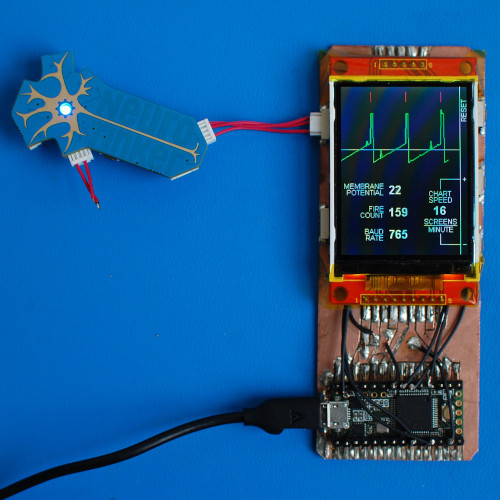 RESET
MEMBRANE
POTENTIAL 22
FIRE
COUNT 159
BAUD
RATE 765
+
CHART
SPEED
16
SCREENS
MINUTE
-